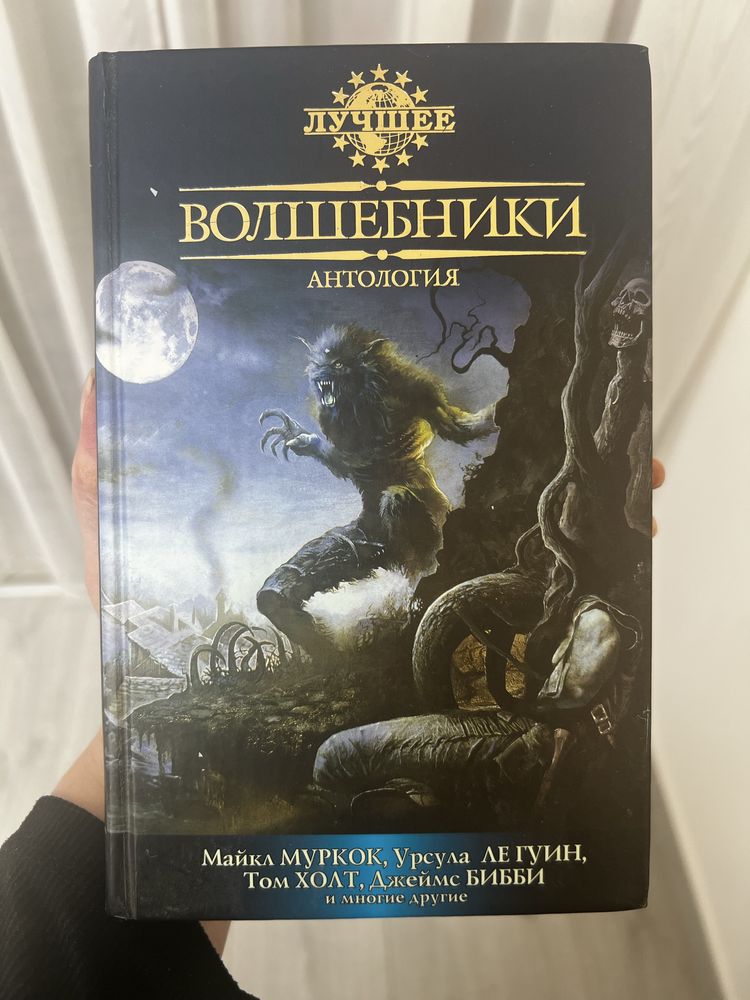 ЛУЧШЕЕ
ВОЛШЕБНИКИ
АНТОЛОГИЯ
Майкл МУРКОК, Урсула ЛЕ ГУИН,
Том ХОЛТ, Джеймс БИББИ
и многие другие